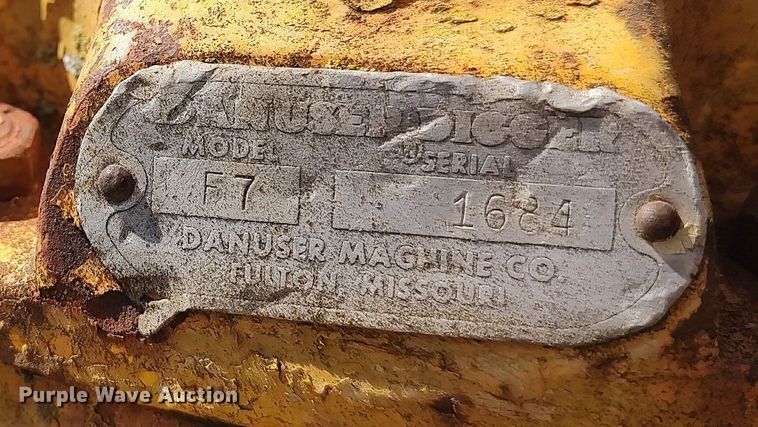 DANUSER DIGGER
MODEL SERIAL
F7 1684
DANUSER MACHINE CO.
FULTON, MISSOURI
Purple Wave Auction